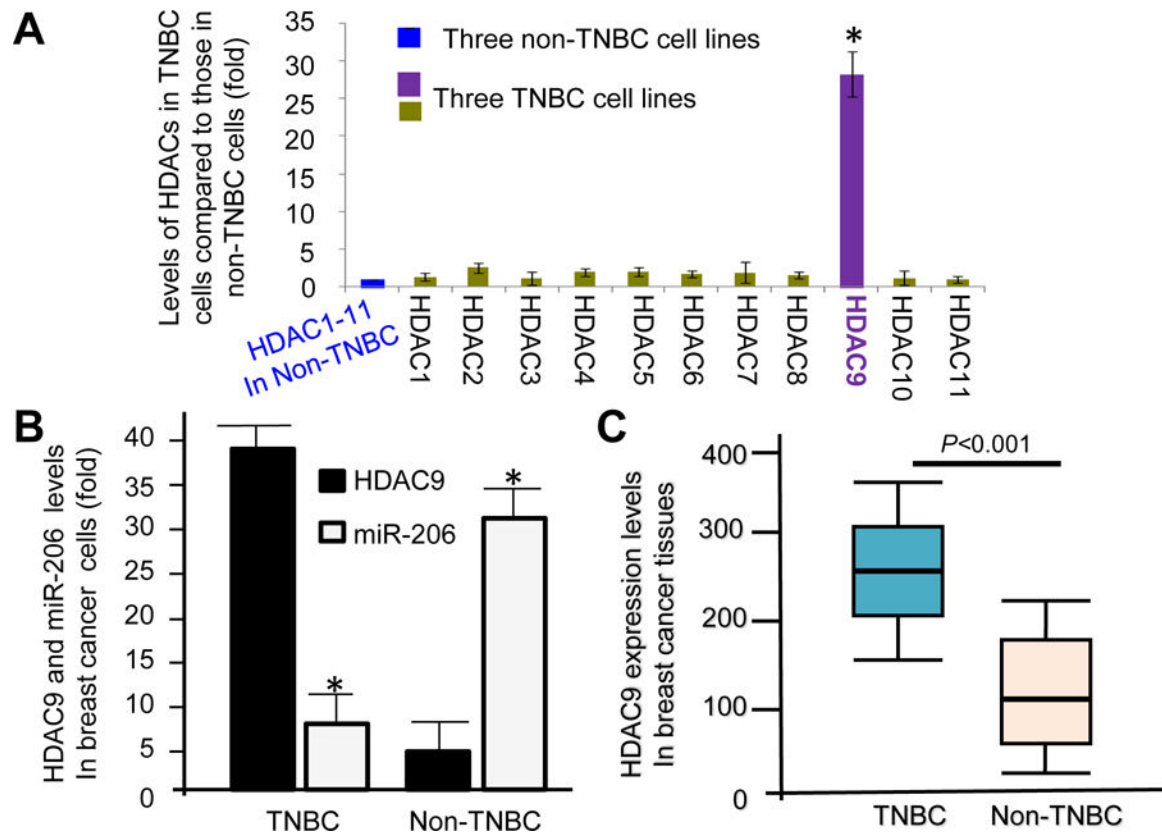 A
Levels of HDACs in TNBC
cells compared to those in
non-TNBC cells (fold)
35
30
25
20
15
10
5
0
Three non-TNBC cell lines
Three TNBC cell lines
*
HDAC1-11
In Non-TNBC
HDAC1
HDAC2
HDAC3
HDAC4
HDAC5
HDAC6
HDAC7
HDAC8
HDAC9
HDAC10
HDAC11
B
HDAC9 and miR-206 levels
In breast cancer cells (fold)
40
35
30
25
20
15
10
5
0
HDAC9
miR-206
*
*
TNBC
Non-TNBC
C
HDAC9 expression levels
In breast cancer tissues
400
300
200
100
0
P<0.001
TNBC
Non-TNBC